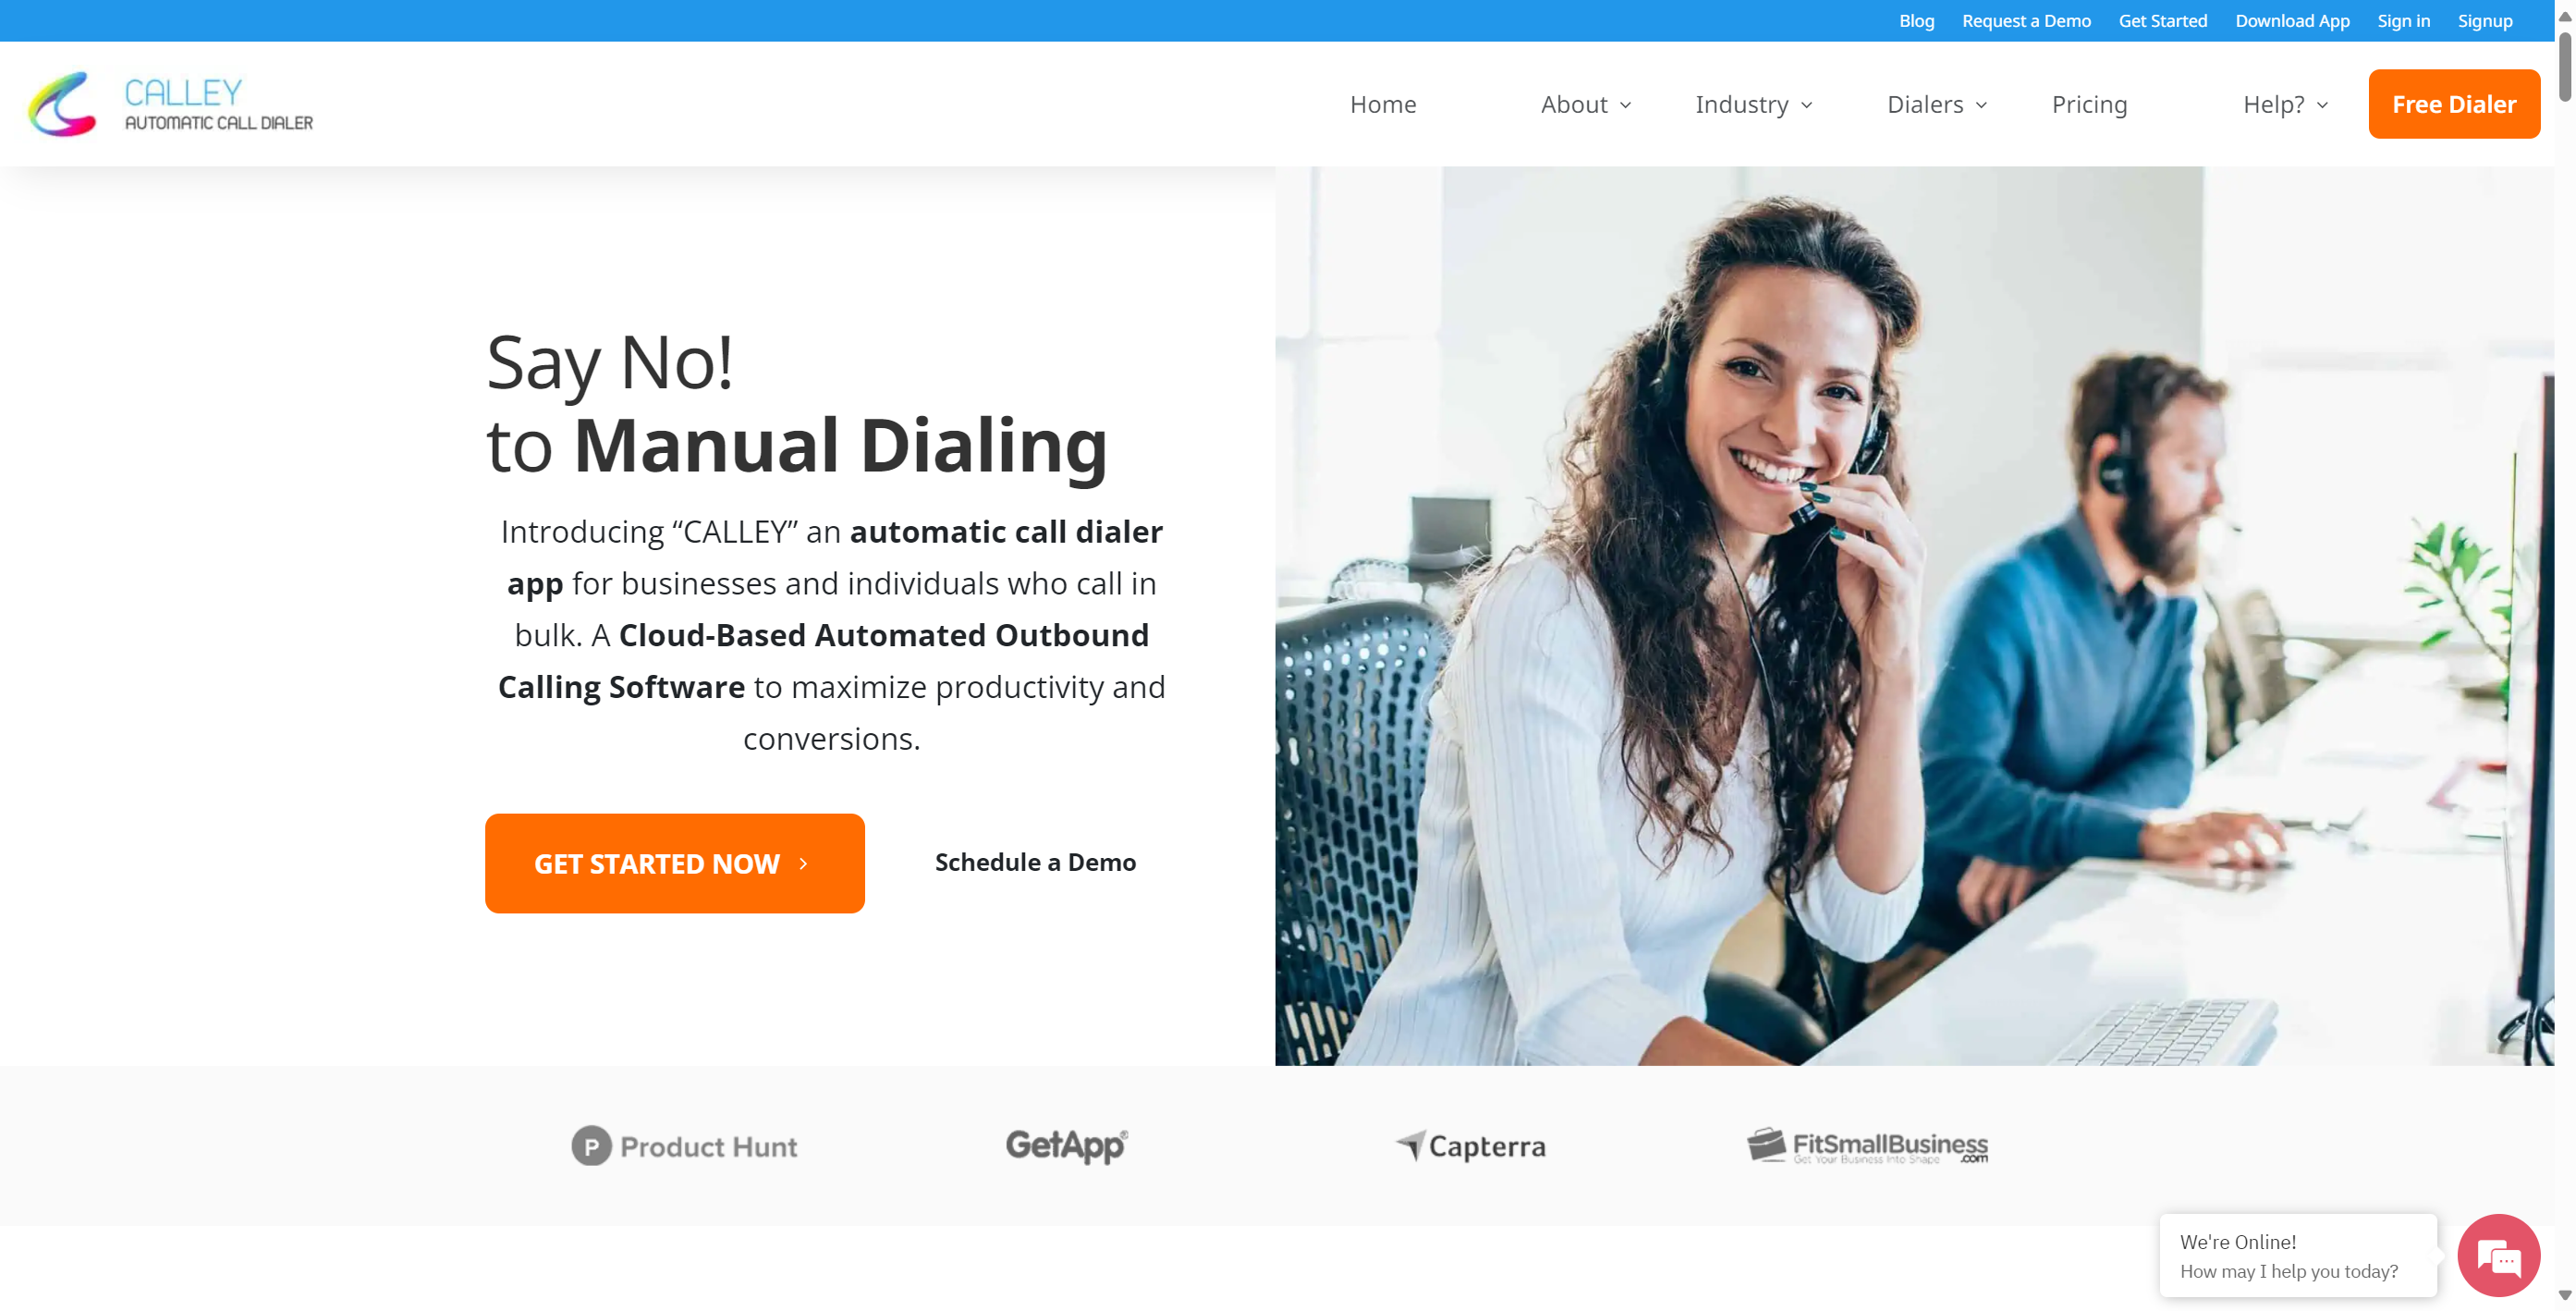 Blog Request a Demo Get Started Download App Sign in Signup
CALLEY
AUTOMATIC CALL DIALER
Home About Industry Dialers Pricing Help? Free Dialer
Say No!
to Manual Dialing
Introducing “CALLEY” an automatic call dialer
app for businesses and individuals who call in
bulk. A Cloud-Based Automated Outbound
Calling Software to maximize productivity and
conversions.
GET STARTED NOW
Schedule a Demo
P Product Hunt
GetApp®
Capterra
FitSmallBusiness
Get Your Business Into Shape .com
We're Online!
How may I help you today?